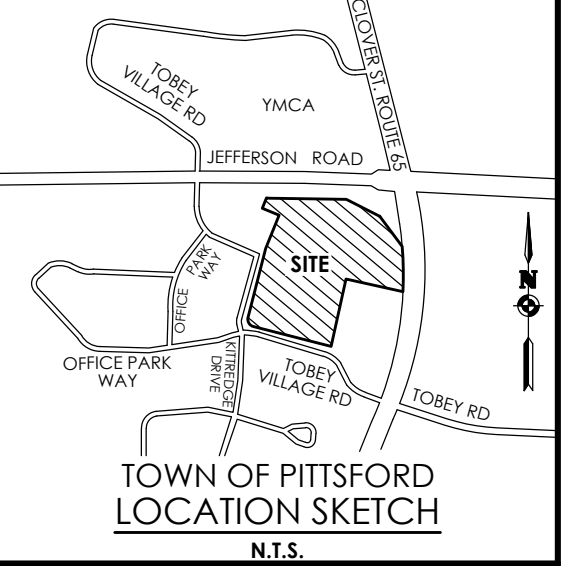 CLOVER ST. ROUTE 65
TOBEY
VILLAGE RD
YMCA
JEFFERSON ROAD
SITE
OFFICE
PARK
WAY
N
OFFICE PARK
WAY
KITTREDGE
DRIVE
TOBEY
VILLAGE RD
TOBEY RD
TOWN OF PITTSFORD
LOCATION SKETCH
N.T.S.